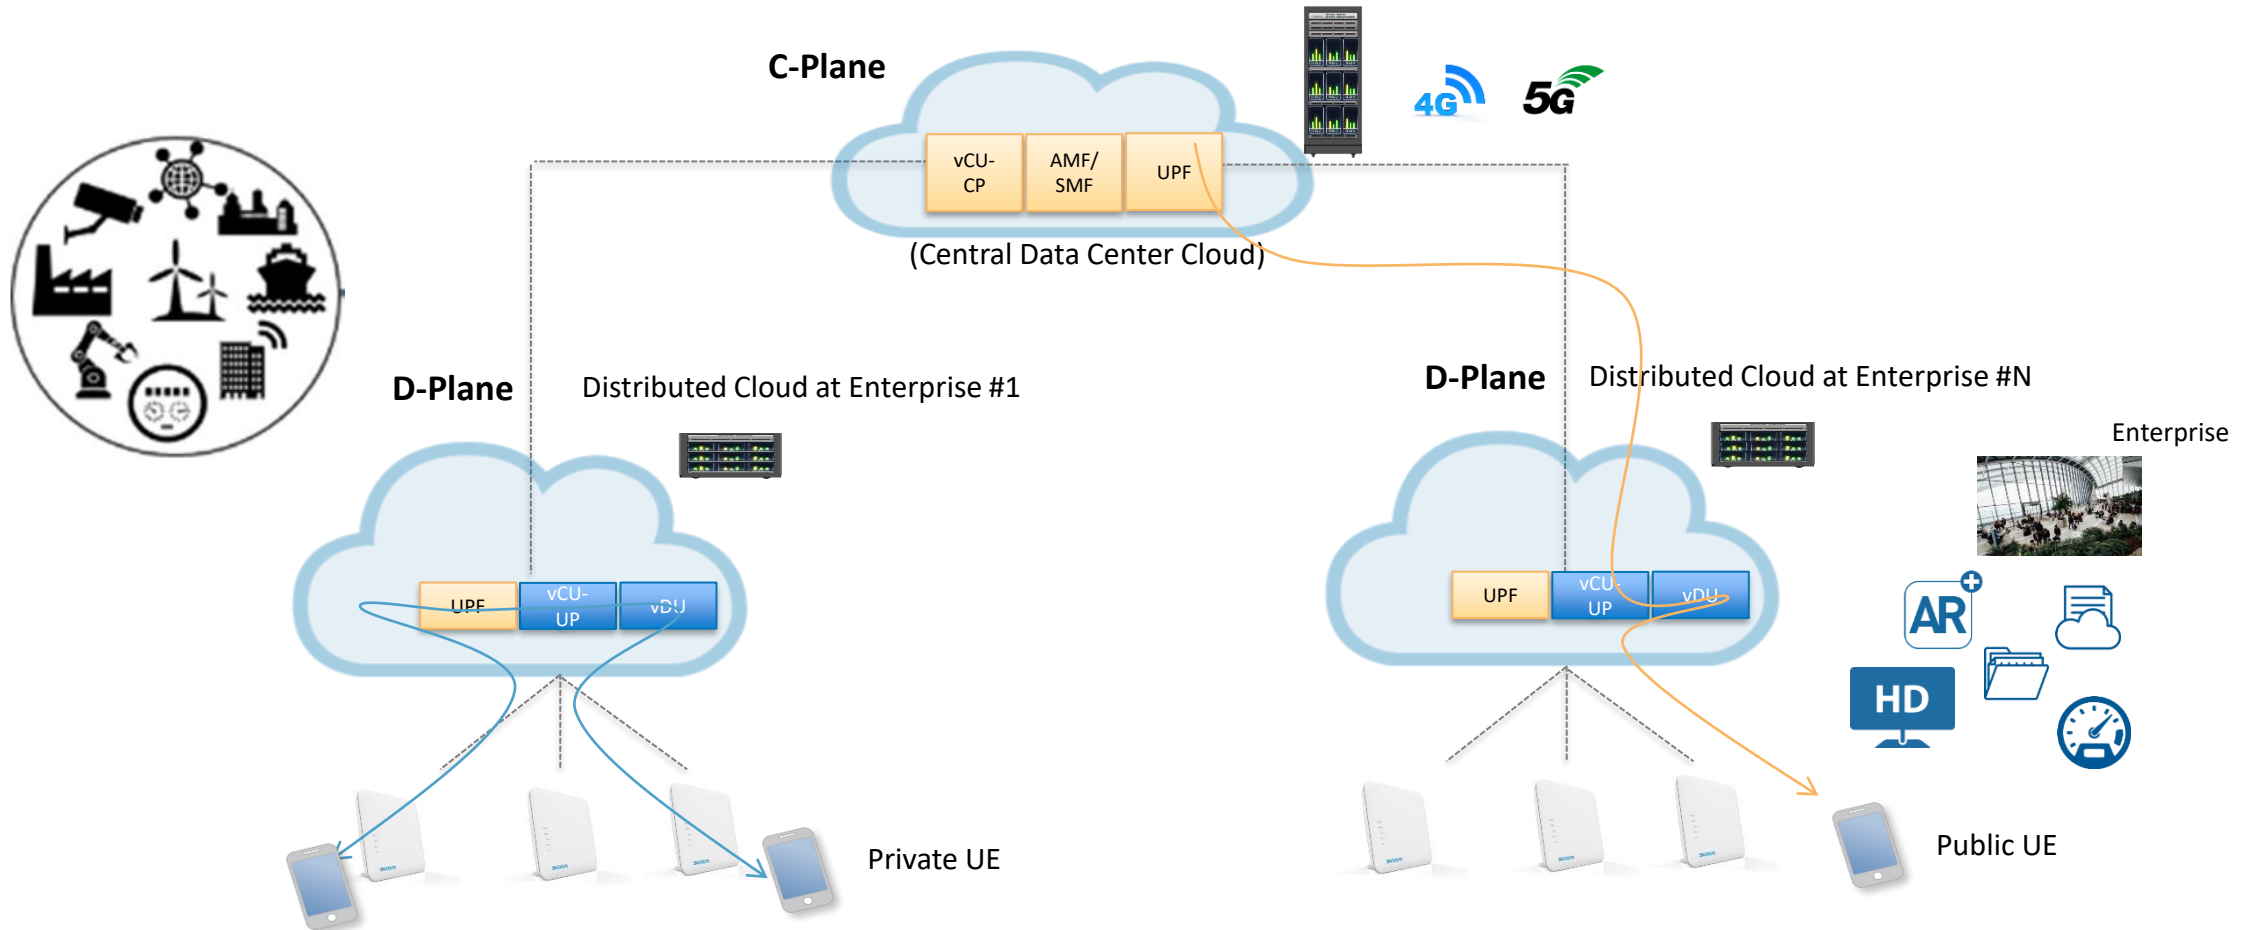 C-Plane
4G
5G
vCU-
CP
AMF/
SMF
UPF
(Central Data Center Cloud)
D-Plane
Distributed Cloud at Enterprise #1
D-Plane
Distributed Cloud at Enterprise #N
Enterprise
UPF
vCU-
UP
vDU
UPF
vCU-
UP
vDU
AR
HD
Private UE
Public UE